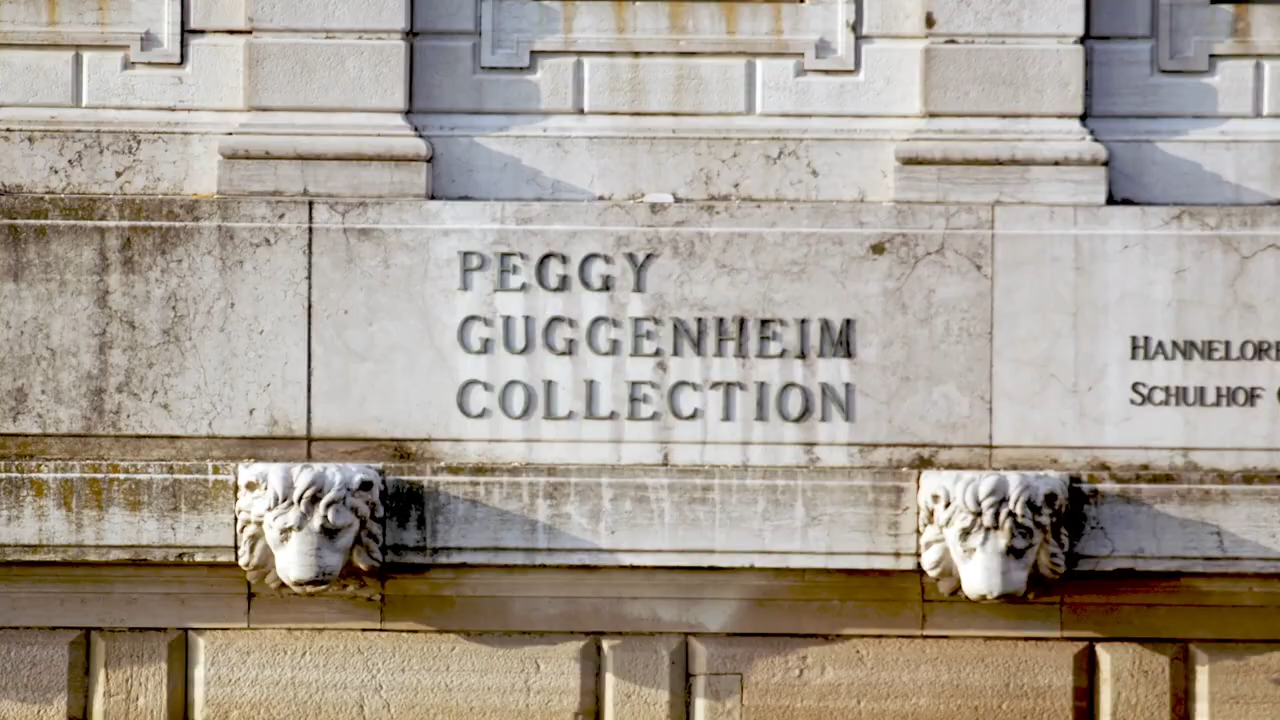 PEGGY
GUGGENHEIM
COLLECTION
HANNELORE
SCHULHOF